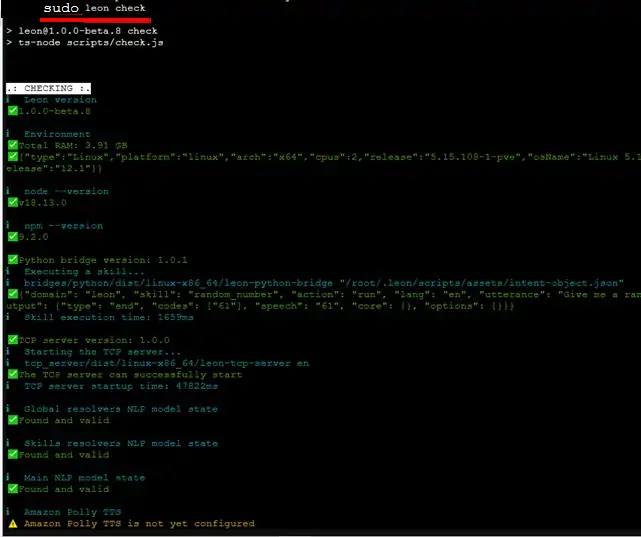 sudo leon check
> leon@1.0.0-beta.8 check
> ts-node scripts/check.js
.: CHECKING :.
i Leon version
✅1.0.0-beta.8
i Environment
✅Total RAM: 3.91 GB
✅{"type":"Linux","platform":"linux","arch":"x64","cpus":2,"release":"5.15.108-1-pve","osName":"Linux 5.1
elease":"12.1"}}
i node --version
✅v18.13.0
i npm --version
✅9.2.0
✅Python bridge version: 1.0.1
i Executing a skill...
i bridges/python/dist/linux-x86_64/leon-python-bridge "/root/.leon/scripts/assets/intent-object.json"
✅{"domain": "leon", "skill": "random_number", "action": "run", "lang": "en", "utterance": "Give me a ran
utput": {"type": "end", "codes": ["61"], "speech": "61", "core": {}, "options": {}}}
i Skill execution time: 1659ms
✅TCP server version: 1.0.0
i Starting the TCP server...
i tcp_server/dist/linux-x86_64/leon-tcp-server en
✅The TCP server can successfully start
i TCP server startup time: 47822ms
i Global resolvers NLP model state
✅Found and valid
i Skills resolvers NLP model state
✅Found and valid
i Main NLP model state
✅Found and valid
i Amazon Polly TTS
⚠ Amazon Polly TTS is not yet configured